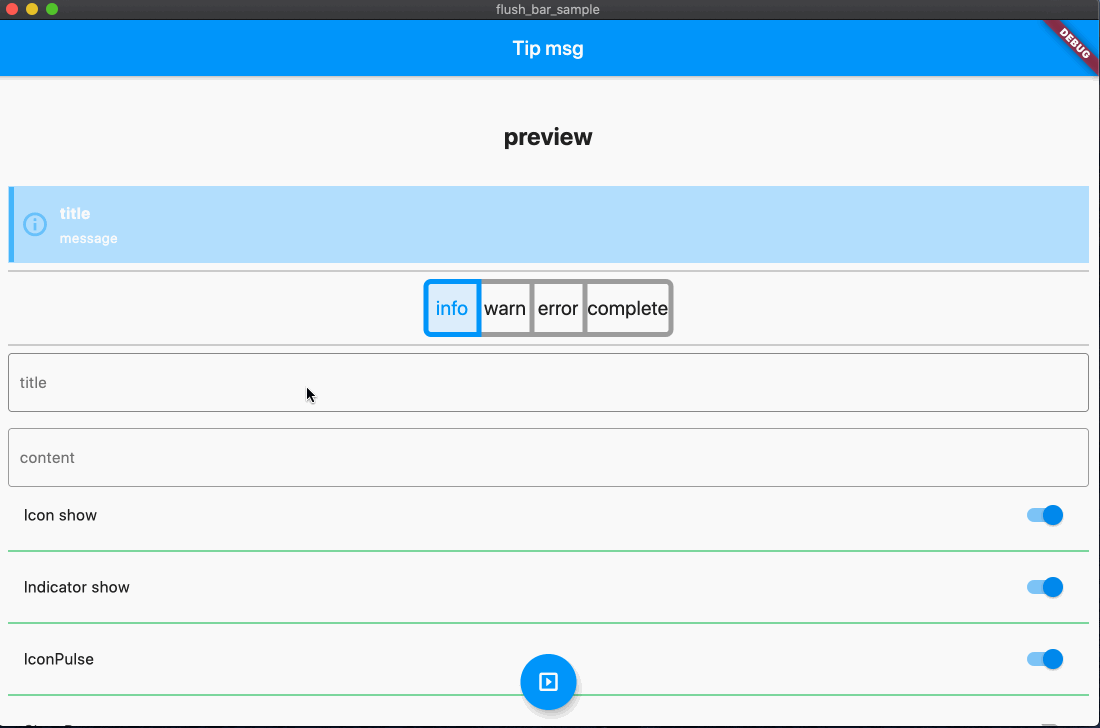 flush_bar_sample
Tip msg
DEBUG
preview
title
message
info warn error complete
title
content
Icon show
Indicator show
IconPulse